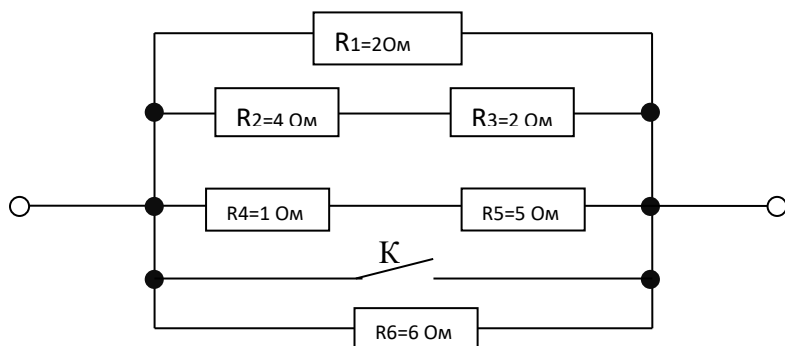 R1=2Ом
R2=4 Ом R3=2 Ом
R4=1 Ом R5=5 Ом
К
R6=6 Ом